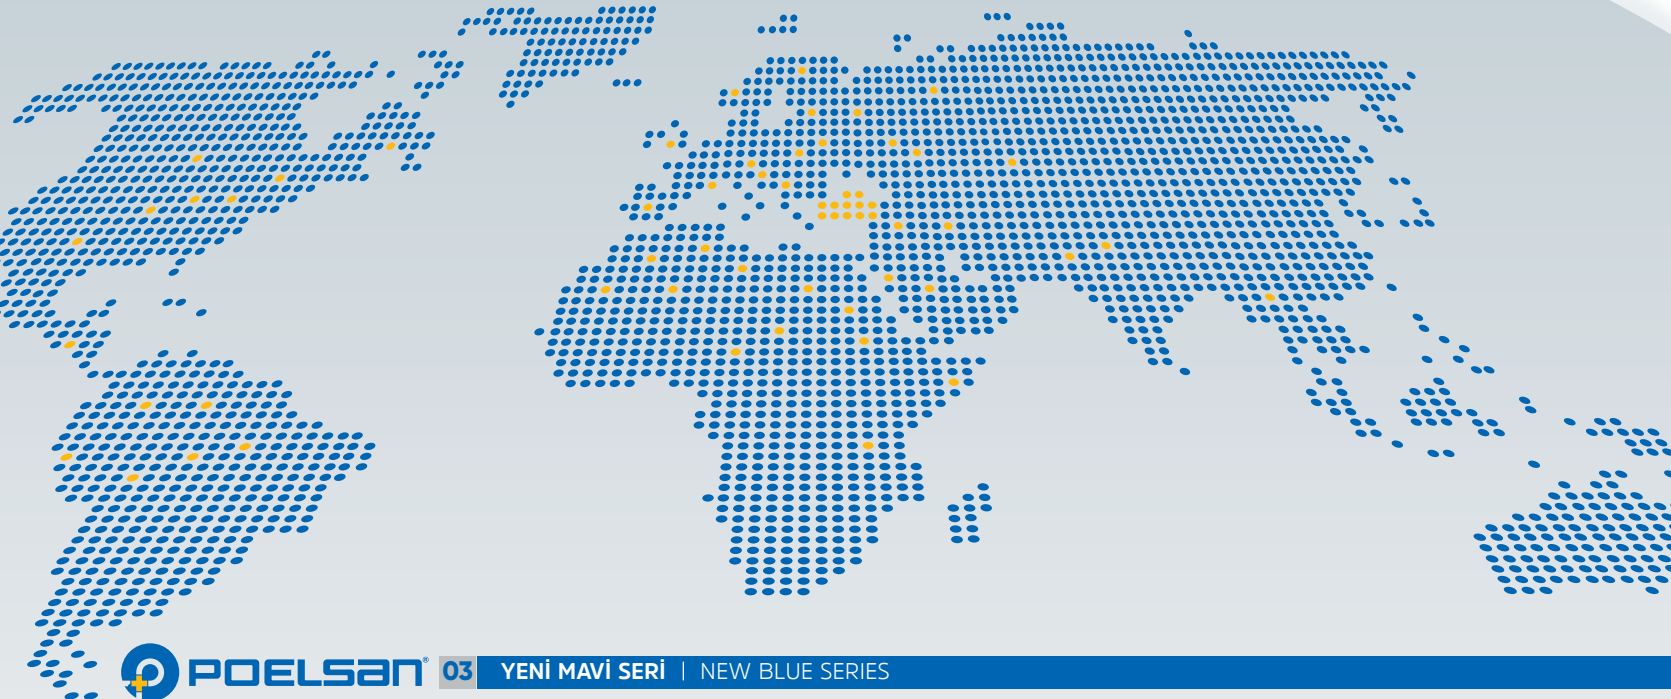 POELSAN® 03 YENİ MAVİ SERİ | NEW BLUE SERIES